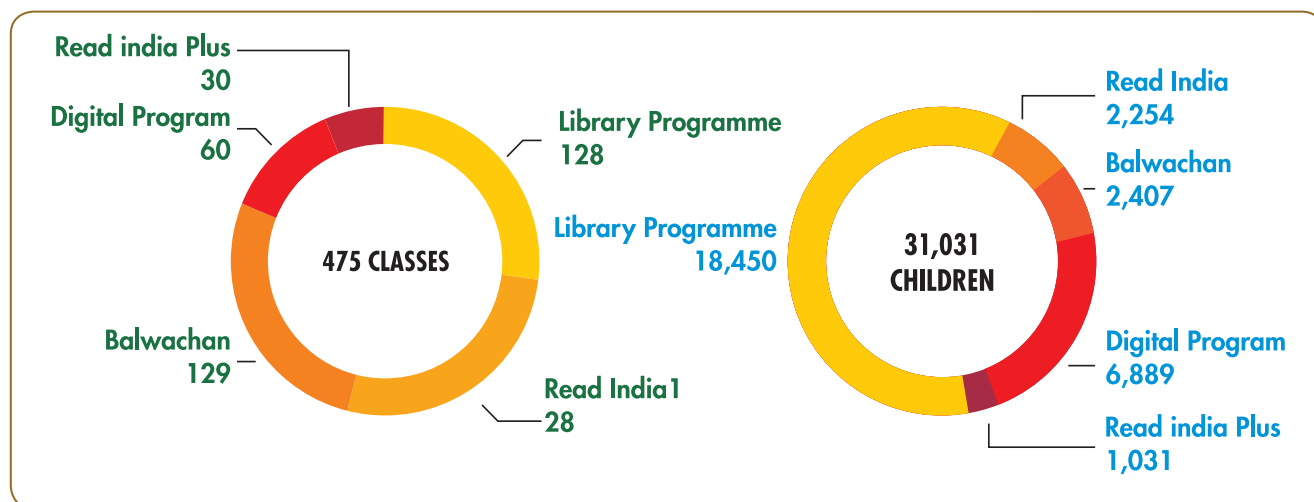 Read india Plus
30
Digital Program
60
Library Programme
128
475 CLASSES
Balwachan
129
Read India1
28
Read India
2,254
Balwachan
2,407
Library Programme
18,450
31,031
CHILDREN
Digital Program
6,889
Read india Plus
1,031